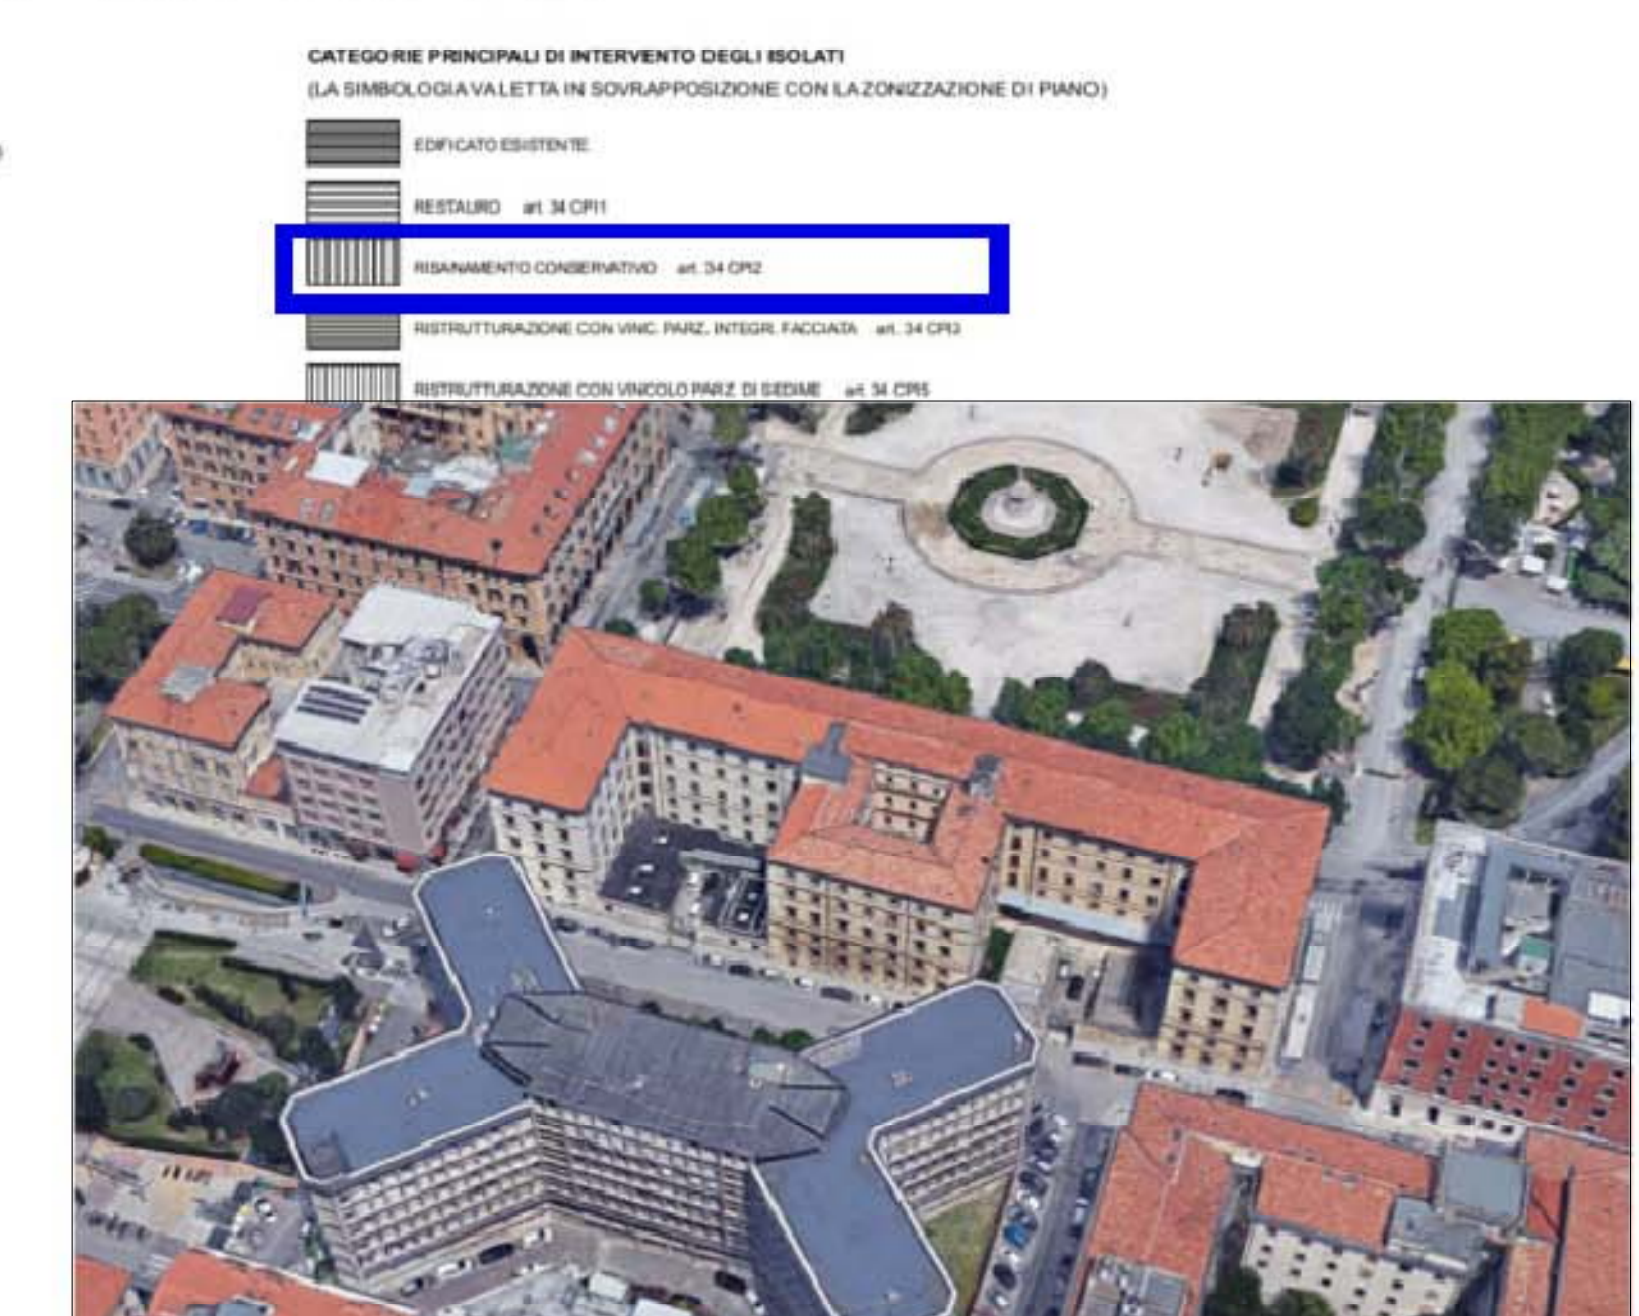 CATEGORIE PRINCIPALI DI INTERVENTO DEGLI ISOLATI
(LA SIMBOLOGIA VA LETTA IN SOVRAPPOSIZIONE CON LA ZONIZZAZIONE DI PIANO)
EDIFICATO ESISTENTE
RESTAURO art. 34 CPI1
RISANAMENTO CONSERVATIVO art. 34 CPI2
RISTRUTTURAZIONE CON VINC. PARZ. INTEGR. FACCIATA art. 34 CPI3
RISTRUTTURAZIONE CON VINCOLO PARZ. DI SEDIME art. 34 CPI5